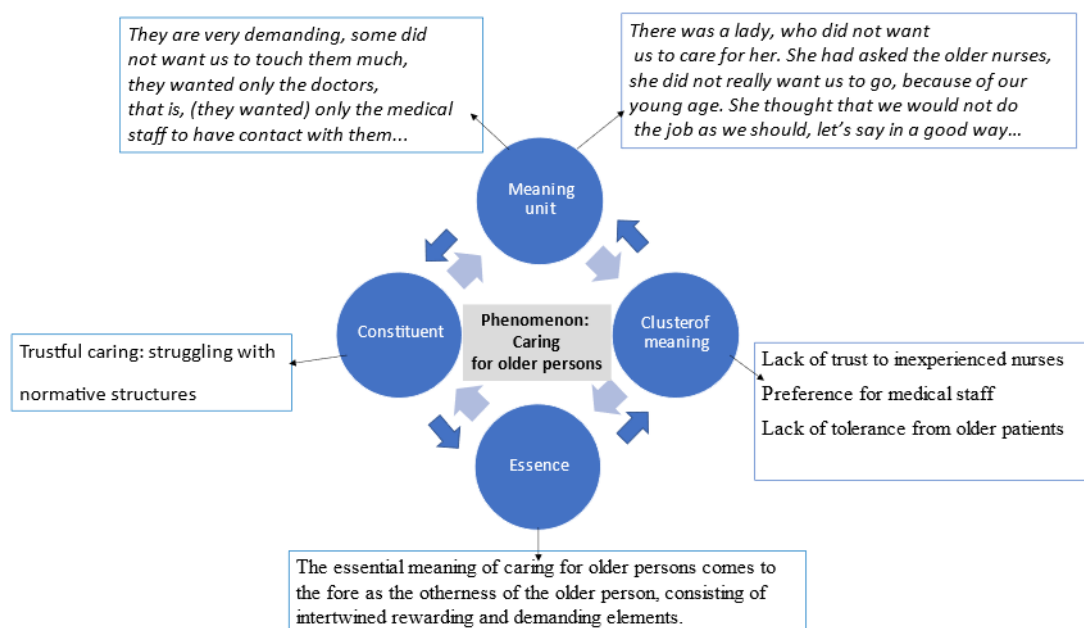 They are very demanding, some did
not want us to touch them much,
they wanted only the doctors,
that is, (they wanted) only the medical
staff to have contact with them...
There was a lady, who did not want
us to care for her. She had asked the older nurses,
she did not really want us to go, because of our
young age. She thought that we would not do
the job as we should, let’s say in a good way…
Meaning
unit
Constituent
Phenomenon:
Caring
for older persons
Clusterof
meaning
Trustful caring: struggling with
normative structures
Lack of trust to inexperienced nurses
Preference for medical staff
Lack of tolerance from older patients
Essence
The essential meaning of caring for older persons comes to
the fore as the otherness of the older person, consisting of
intertwined rewarding and demanding elements.